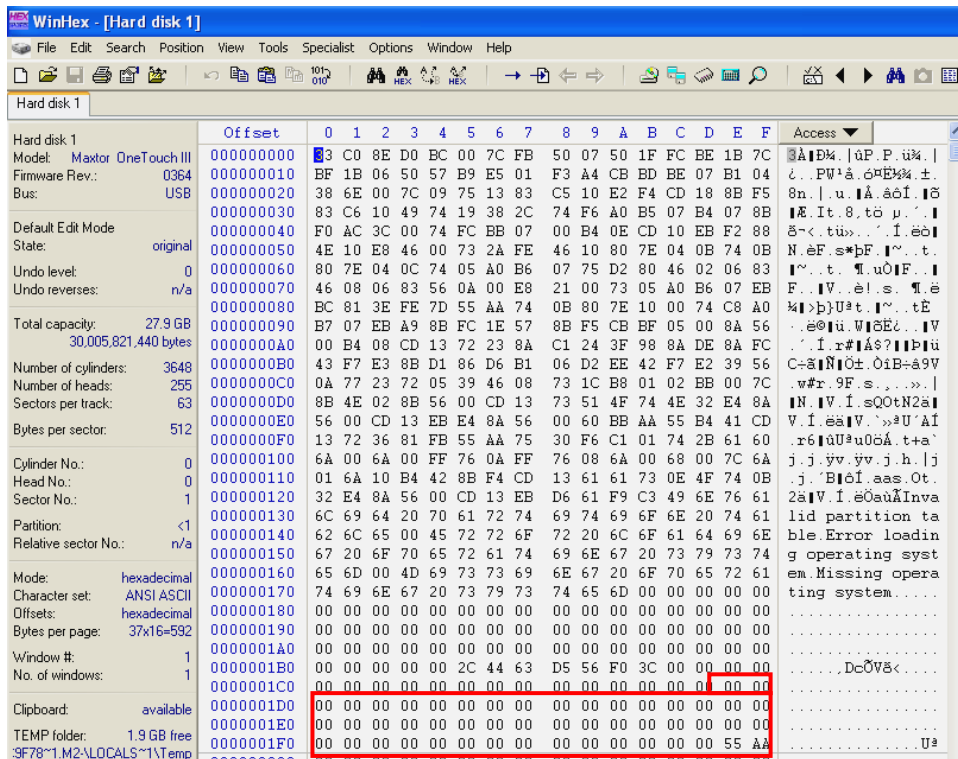 WinHex - [Hard disk 1]
File Edit Search Position View Tools Specialist Options Window Help
Hard disk 1
Hard disk 1
Model: Maxtor OneTouch III
Firmware Rev.: 0364
Bus: USB
Default Edit Mode
State: original
Undo level: 0
Undo reverses: n/a
Total capacity: 27.9 GB
30,005,821,440 bytes
Number of cylinders: 3648
Number of heads: 255
Sectors per track: 63
Bytes per sector: 512
Cylinder No.: 0
Head No.: 0
Sector No.: 1
Partition: <1
Relative sector No.: n/a
Mode: hexadecimal
Character set: ANSI ASCII
Offsets: hexadecimal
Bytes per page: 37x16=592
Window #: 1
No. of windows: 1
Clipboard: available
TEMP folder: 1.9 GB free
:9F78~1.M2-\LOCALS~1\Temp
Offset 0 1 2 3 4 5 6 7 8 9 A B C D E F Access
000000000 33 C0 8E D0 BC 00 7C FB 50 07 50 1F FC BE 1B 7C
000000010 BF 1B 06 50 57 B9 E5 01 F3 A4 CB BD BE 07 B1 04
000000020 38 6E 00 7C 09 75 13 83 C5 10 E2 F4 CD 18 8B F5
000000030 83 C6 10 49 74 19 38 2C 74 F6 A0 B5 07 B4 07 8B
000000040 F0 AC 3C 00 74 FC BB 07 00 B4 0E CD 10 EB F2 88
000000050 4E 10 E8 46 00 73 2A FE 46 10 80 7E 04 0B 74 0B
000000060 80 7E 04 0C 74 05 A0 B6 07 75 D2 80 46 02 06 83
000000070 46 08 06 83 56 0A 00 E8 21 00 73 05 A0 B6 07 EB
000000080 BC 81 3E FE 7D 55 AA 74 0B 80 7E 10 00 74 C8 A0
000000090 B7 07 EB A9 8B FC 1E 57 8B F5 CB BF 05 00 8A 56
0000000A0 00 B4 08 CD 13 72 23 8A C1 24 3F 98 8A DE 8A FC
0000000B0 43 F7 E3 8B D1 86 D6 B1 06 D2 EE 42 F7 E2 39 56
0000000C0 0A 77 23 72 05 39 46 08 73 1C B8 01 02 BB 00 7C
0000000D0 8B 4E 02 8B 56 00 CD 13 73 51 4F 74 4E 32 E4 8A
0000000E0 56 00 CD 13 EB E4 8A 56 00 60 BB AA 55 B4 41 CD
0000000F0 13 72 36 81 FB 55 AA 75 30 F6 C1 01 74 2B 61 60
000000100 6A 00 6A 00 FF 76 0A FF 76 08 6A 00 68 00 7C 6A
000000110 01 6A 10 B4 42 8B F4 CD 13 61 61 73 0E 4F 74 0B
000000120 32 E4 8A 56 00 CD 13 EB D6 61 F9 C3 49 6E 76 61
000000130 6C 69 64 20 70 61 72 74 69 74 69 6F 6E 20 74 61 lid partition ta
000000140 62 6C 65 00 45 72 72 6F 72 20 6C 6F 61 64 69 6E ble.Error loadin
000000150 67 20 6F 70 65 72 61 74 69 6E 67 20 73 79 73 74 g operating syst
000000160 65 6D 00 4D 69 73 73 69 6E 67 20 6F 70 65 72 61 em.Missing opera
000000170 74 69 6E 67 20 73 79 73 74 65 6D 00 00 00 00 00 ting system.....
000000180 00 00 00 00 00 00 00 00 00 00 00 00 00 00 00 00 ................
000000190 00 00 00 00 00 00 00 00 00 00 00 00 00 00 00 00 ................
0000001A0 00 00 00 00 00 00 00 00 00 00 00 00 00 00 00 00 ................
0000001B0 00 00 00 00 00 2C 44 63 D5 56 F0 3C 00 00 00 00 .....,DcÕVð<....
0000001C0 00 00 00 00 00 00 00 00 00 00 00 00 00 00 00 00 ................
0000001D0 00 00 00 00 00 00 00 00 00 00 00 00 00 00 00 00 ................
0000001E0 00 00 00 00 00 00 00 00 00 00 00 00 00 00 00 00 ................
0000001F0 00 00 00 00 00 00 00 00 00 00 00 00 00 00 55 AA ..............Uª